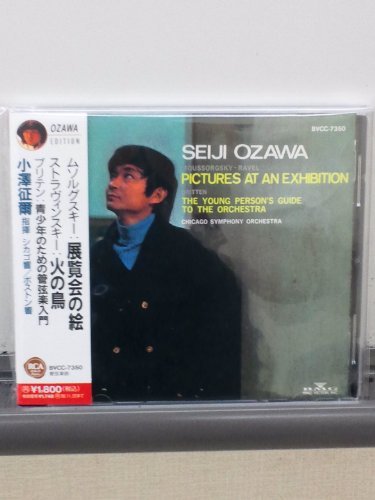 OZAWA
EDITION
ムソルグスキー:展覧会の絵
ストラヴィンスキー:火の鳥
ブリテン:青少年のための管弦楽入門
小澤征爾 指揮 シカゴ響/ボストン響
RCA
BVCC-7350
¥1,800(税込)
BVCC-7350
SEIJI OZAWA
MOUSSORGSKY-RAVEL
PICTURES AT AN EXHIBITION
BRITTEN
THE YOUNG PERSON'S GUIDE
TO THE ORCHESTRA
CHICAGO SYMPHONY ORCHESTRA
BMG